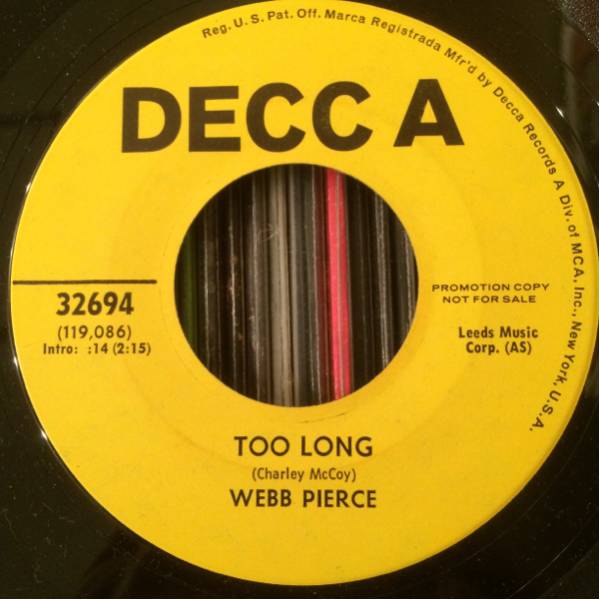 Reg. U.S. Pat. Off. Marca Registrada Mfr'd by Decca Records A Div. of MCA, Inc., New York, U.S.A.
DECCA
32694
(119,086)
Intro: :14 (2:15)
PROMOTION COPY
NOT FOR SALE
Leeds Music
Corp. (AS)
TOO LONG
(Charley McCoy)
WEBB PIERCE